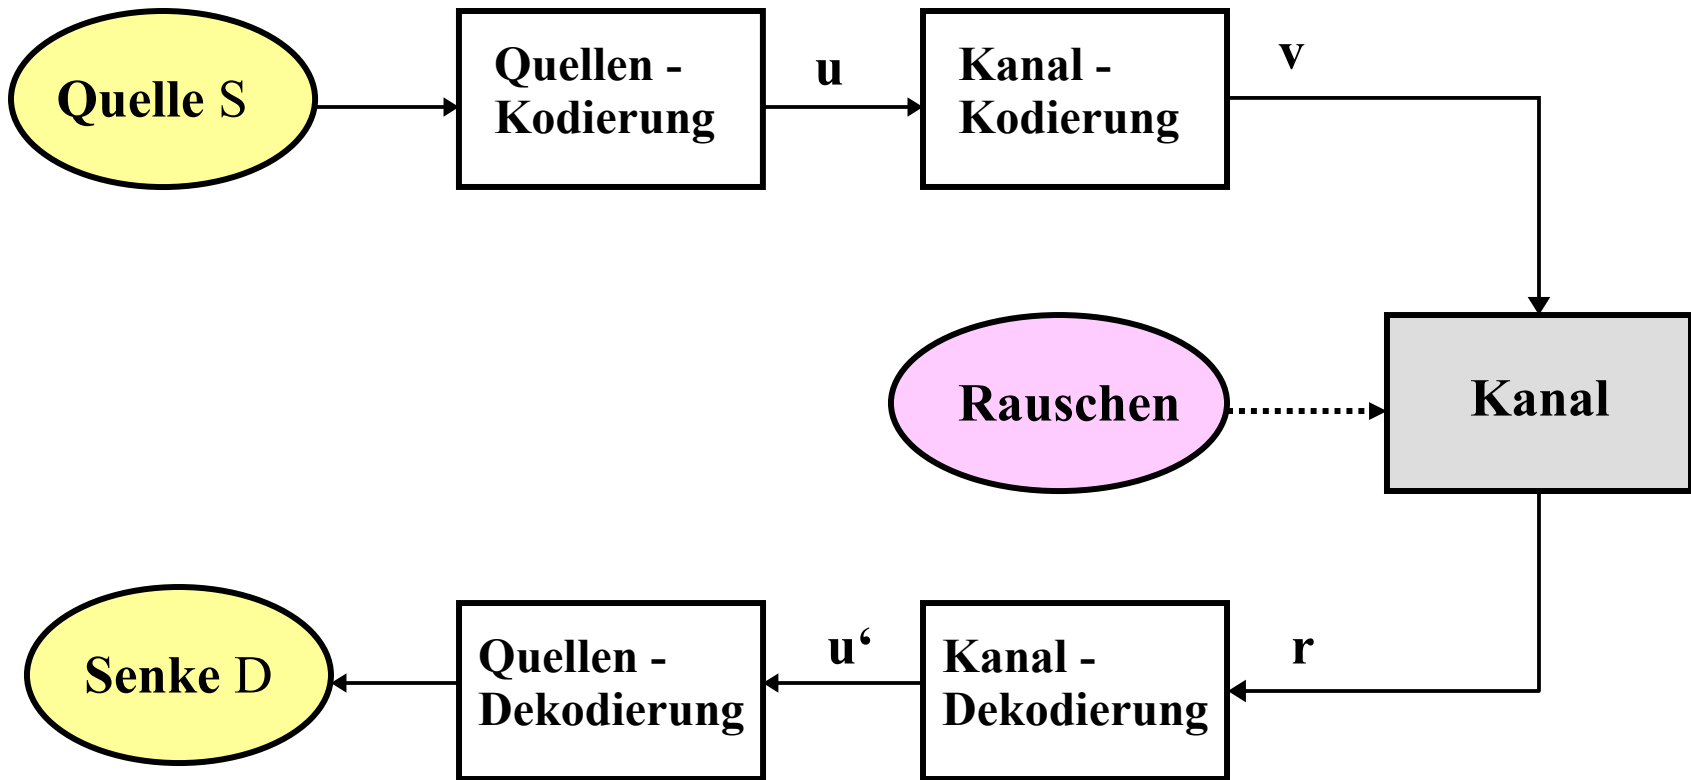 Quelle S
Quellen -
Kodierung
u
Kanal -
Kodierung
v
Rauschen
Kanal
Senke D
Quellen -
Dekodierung
u‘
Kanal -
Dekodierung
r